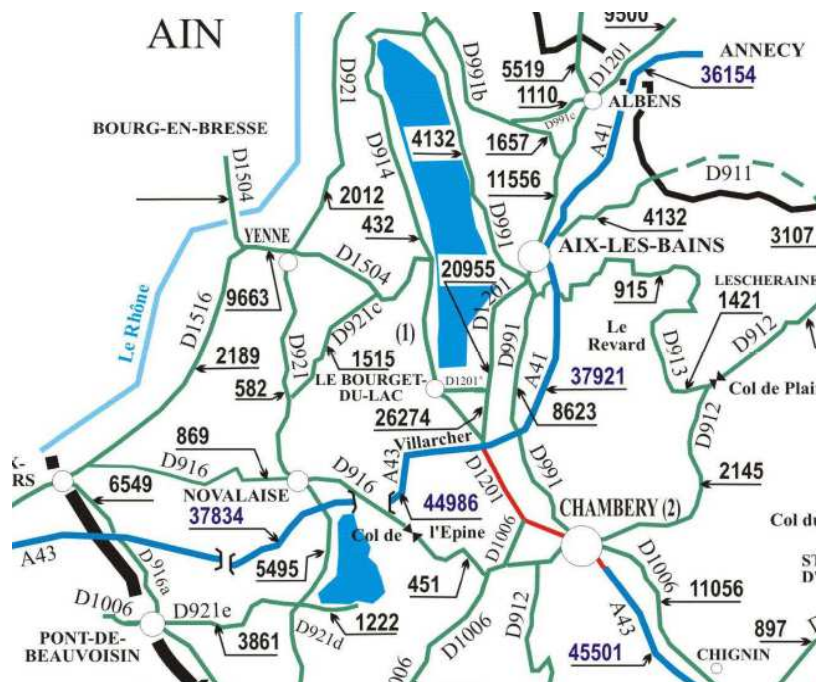 AIN
9500
ANNECY
D921
D991b
5519
D1201
36154
1110
ALBENS
D991c
BOURG-EN-BRESSE
4132
1657
A41
D1504
D914
11556
D911
2012
432
D991
4132
3107
YENNE
D1504
20955
AIX-LES-BAINS
9663
D1201
915
LESCHERAINE
1421
Le Rhône
D1516
D921c
(1)
D991
Le
Revard
D912
D913
2189
D921
1515
A41
37921
582
LE BOURGET-
DU-LAC
D1201
Col de Plain
26274
8623
D912
869
Villarcher
D916
D916
A43
D1201
D991
2145
RS
6549
NOVALAISE
44986
CHAMBERY (2)
37834
Col de
l'Epine
Col du
A43
D916a
5495
451
D1006
D1006
11056
D1006
D921e
1222
D1006
D912
A43
PONT-DE-
BEAUVOISIN
3861
D921d
45501
897
CHIGNIN